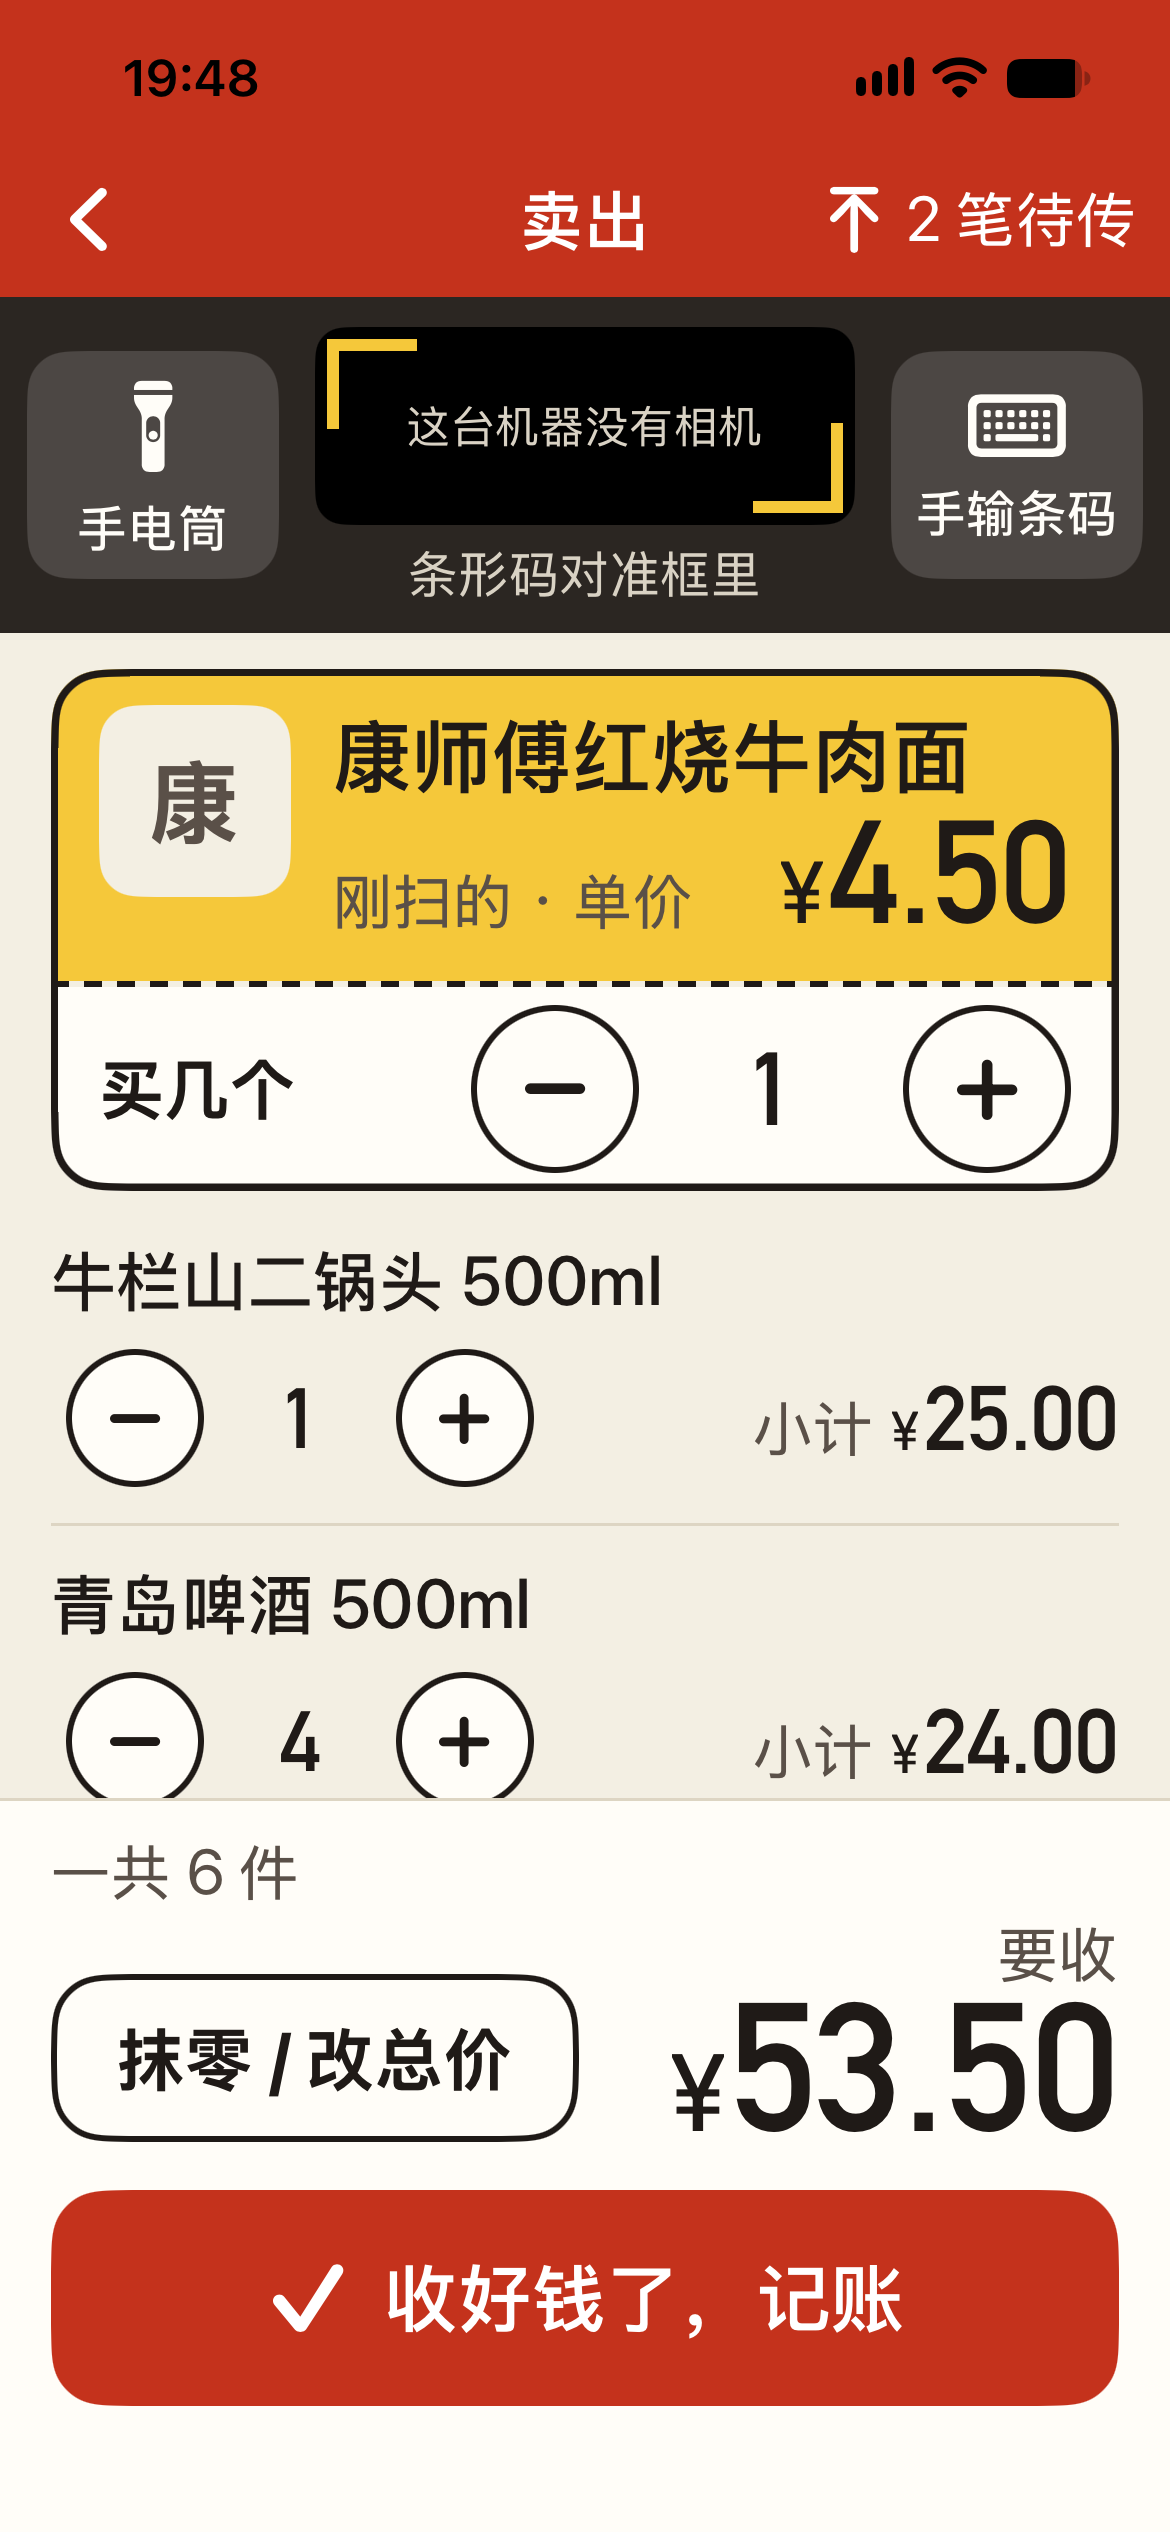 19:48
卖出
2 笔待传
这台机器没有相机
手电筒
手输条码
条形码对准框里
康
康师傅红烧牛肉面
刚扫的 · 单价
¥4.50
买几个
1
牛栏山二锅头 500ml
1
小计 ¥25.00
青岛啤酒 500ml
4
小计 ¥24.00
一共 6 件
要收
抹零 / 改总价
¥53.50
收好钱了，记账